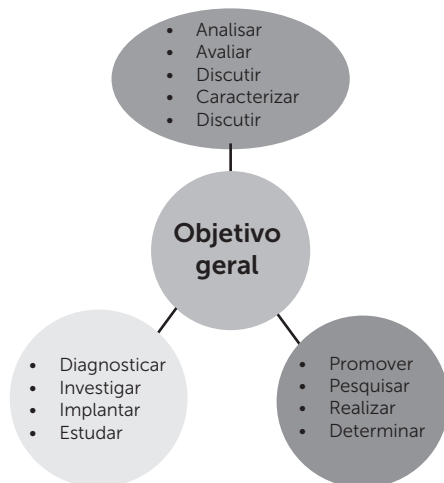 • Analisar
• Avaliar
• Discutir
• Caracterizar
• Discutir
Objetivo
geral
• Diagnosticar
• Investigar
• Implantar
• Estudar
• Promover
• Pesquisar
• Realizar
• Determinar